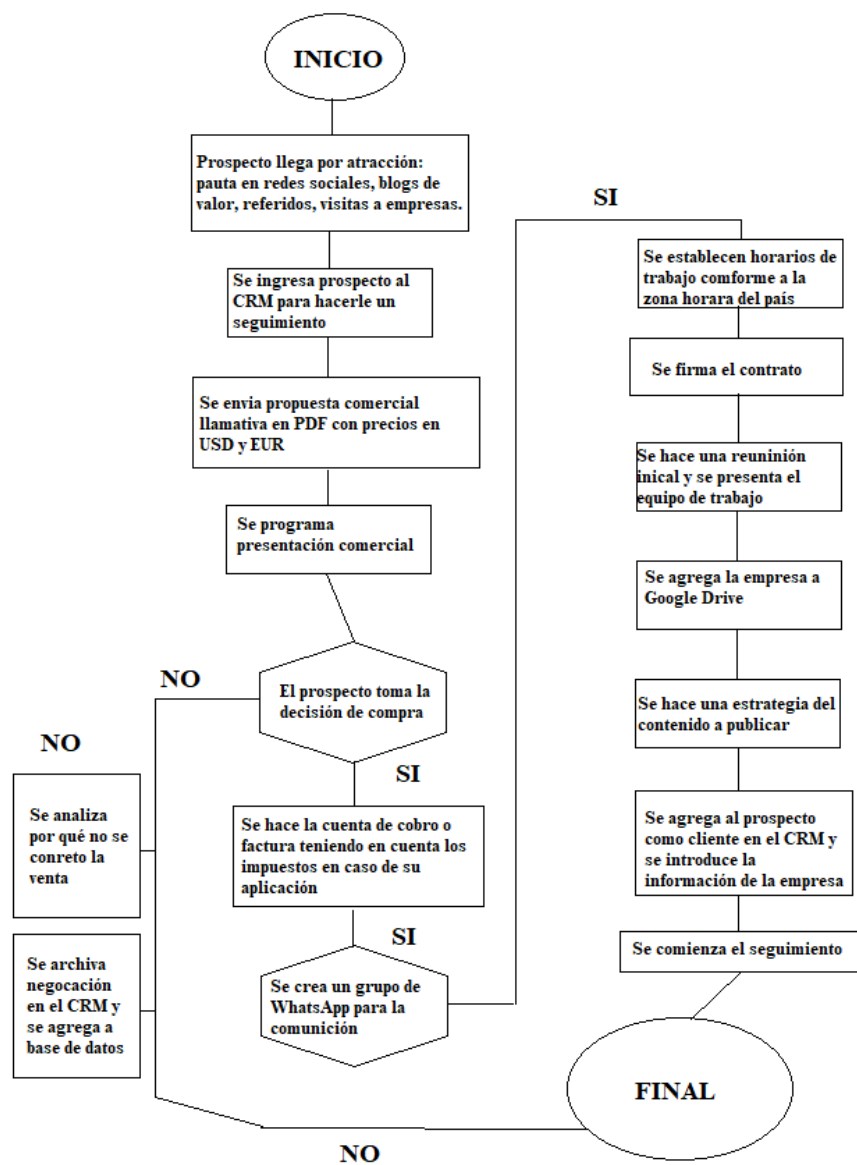 INICIO
Prospecto llega por atracción:
pauta en redes sociales, blogs de
valor, referidos, visitas a empresas.
Se ingresa prospecto al
CRM para hacerle un
seguimiento
Se envia propuesta comercial
llamativa en PDF con precios en
USD y EUR
Se programa
presentación comercial
El prospecto toma la
decisión de compra
NO
NO
Se analiza
por qué no se
conreto la
venta
Se archiva
negocación
en el CRM y
se agrega a
base de datos
NO
SI
Se hace la cuenta de cobro o
factura teniendo en cuenta los
impuestos en caso de su
aplicación
SI
Se crea un grupo de
WhatsApp para la
comunición
SI
Se establecen horarios de
trabajo comforme a la
zona horara del país
Se firma el contrato
Se hace una reuninión
inical y se presenta el
equipo de trabajo
Se agrega la empresa a
Google Drive
Se hace una estrategia del
contenido a publicar
Se agrega al prospecto
como cliente en el CRM y
se introduce la
información de la empresa
Se comienza el seguimiento
FINAL